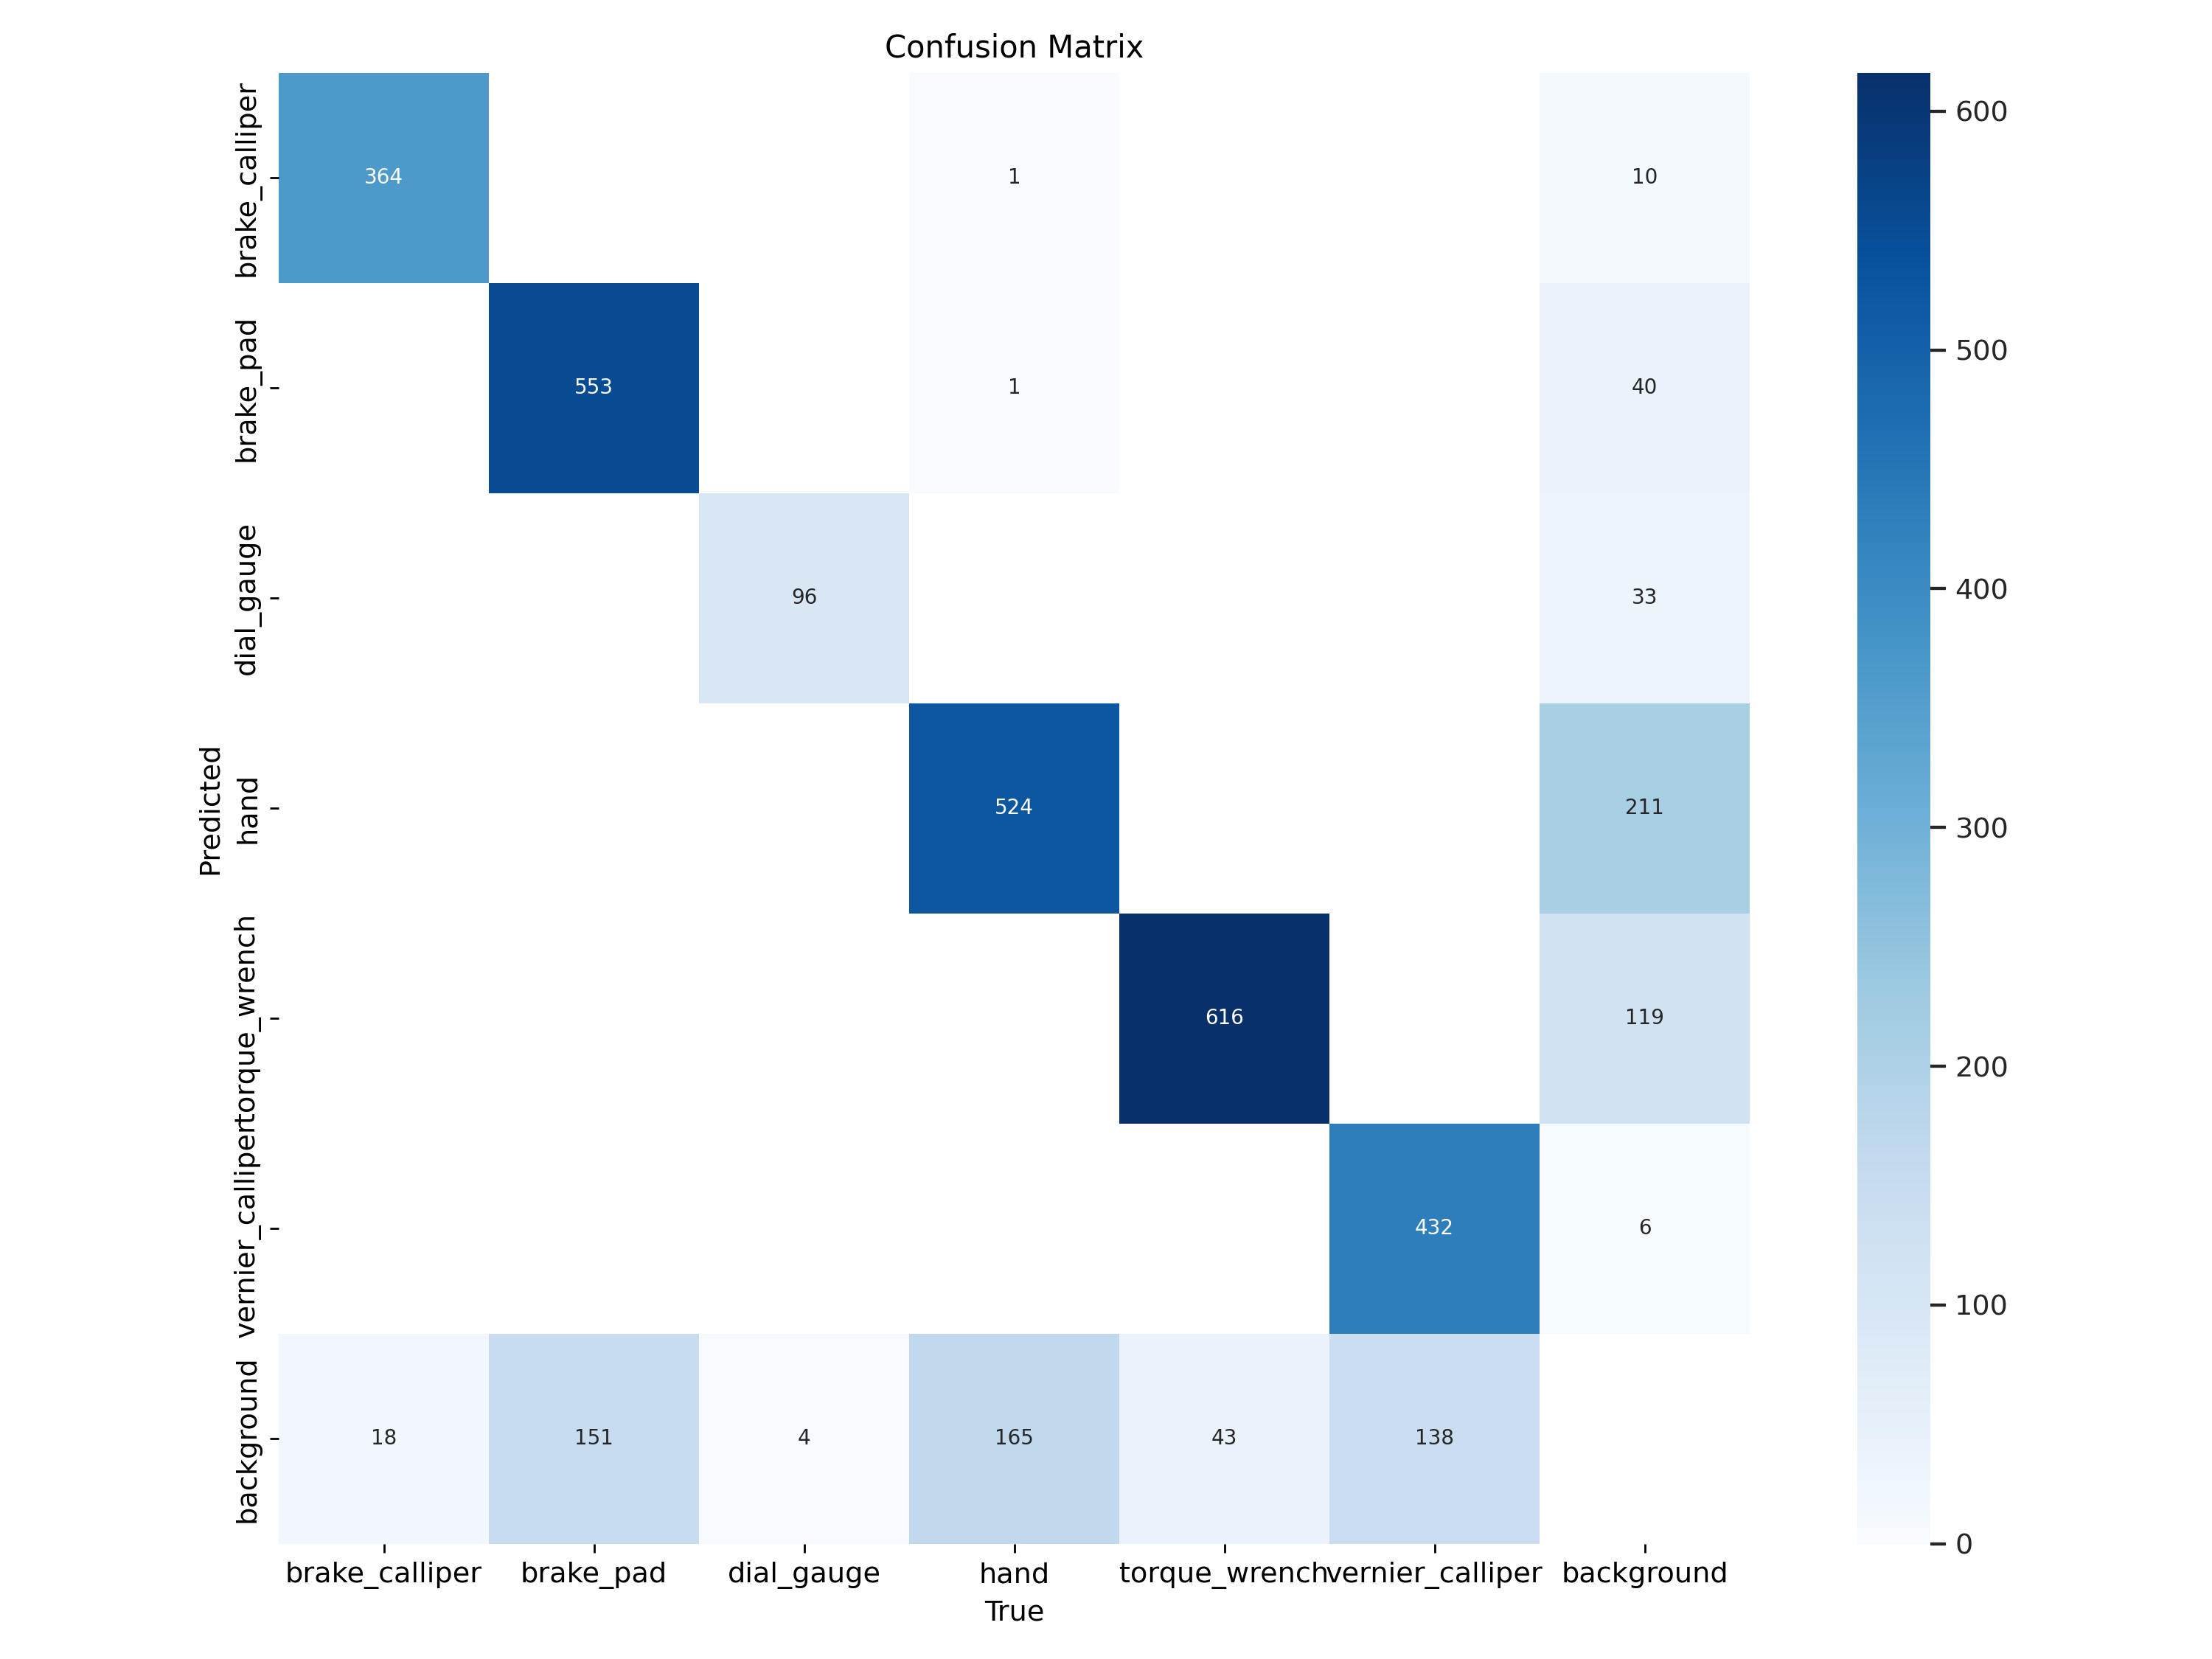 Confusion Matrix
brake_calliper
364
1
10
600
brake_pad
553
1
40
500
dial_gauge
96
33
400
Predicted
hand
524
211
300
torque_wrench
616
119
200
vernier_calliper
432
6
100
background
18
151
4
165
43
138
0
brake_calliper brake_pad dial_gauge hand torque_wrench vernier_calliper background
True